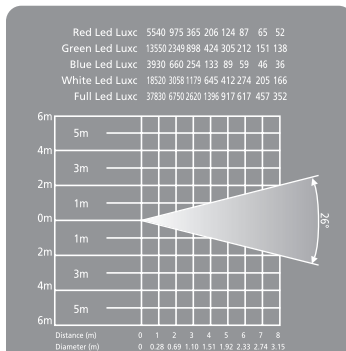 Red Led Luxc 5540 975 365 206 124 87 65 52
Green Led Luxc 13550 2349 898 424 305 212 151 138
Blue Led Luxc 3930 660 254 133 89 59 46 36
White Led Luxc 18520 3058 1179 645 412 274 205 166
Full Led Luxc 37830 6750 2620 1396 917 617 457 352
6m
5m
4m
3m
2m
1m
0m
26°
1m
2m
3m
4m
5m
6m
Distance (m) 0 1 2 3 4 5 6 7 8
Diameter (m) 0 0.28 0.69 1.10 1.51 1.92 2.33 2.74 3.15